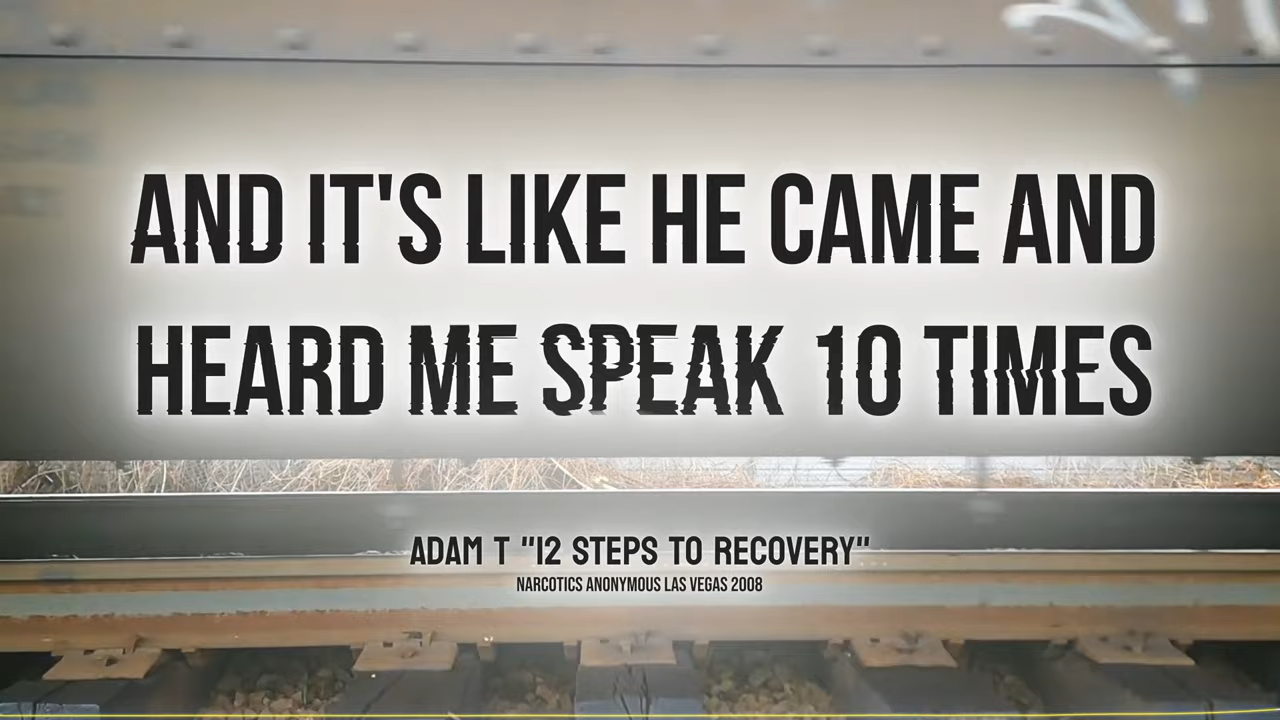 AND IT'S LIKE HE CAME AND
HEARD ME SPEAK 10 TIMES
ADAM T "12 STEPS TO RECOVERY"
NARCOTICS ANONYMOUS LAS VEGAS 2008